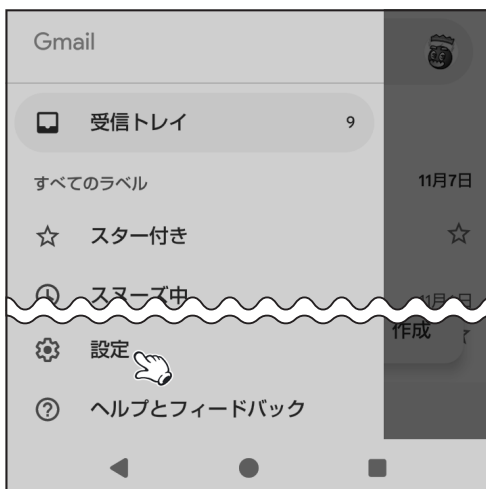 Gmail
受信トレイ 9
すべてのラベル 11月7日
スター付き
スヌーズ中
作成
設定
ヘルプとフィードバック